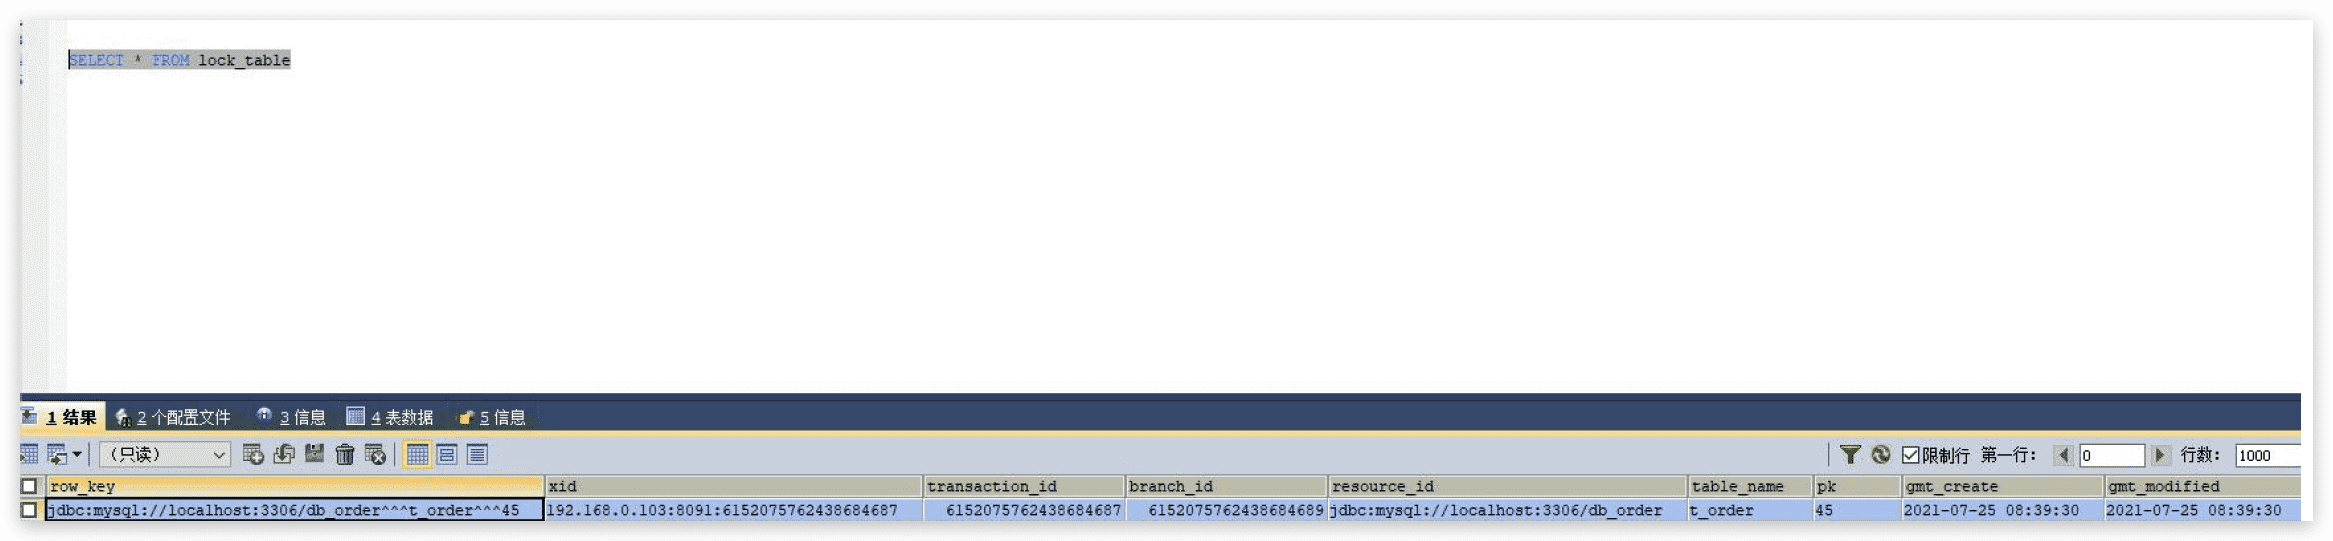 SELECT * FROM lock_table
1 结果 2 个配置文件 3 信息 4 表数据 5 信息
（只读） 限制行 第一行： 0 行数： 1000
row_key xid transaction_id branch_id resource_id table_name pk gmt_create gmt_modified
jdbc:mysql://localhost:3306/db_order^^^t_order^^^45 192.168.0.103:8091:6152075762438684687 6152075762438684687 6152075762438684689 jdbc:mysql://localhost:3306/db_order t_order 45 2021-07-25 08:39:30 2021-07-25 08:39:30